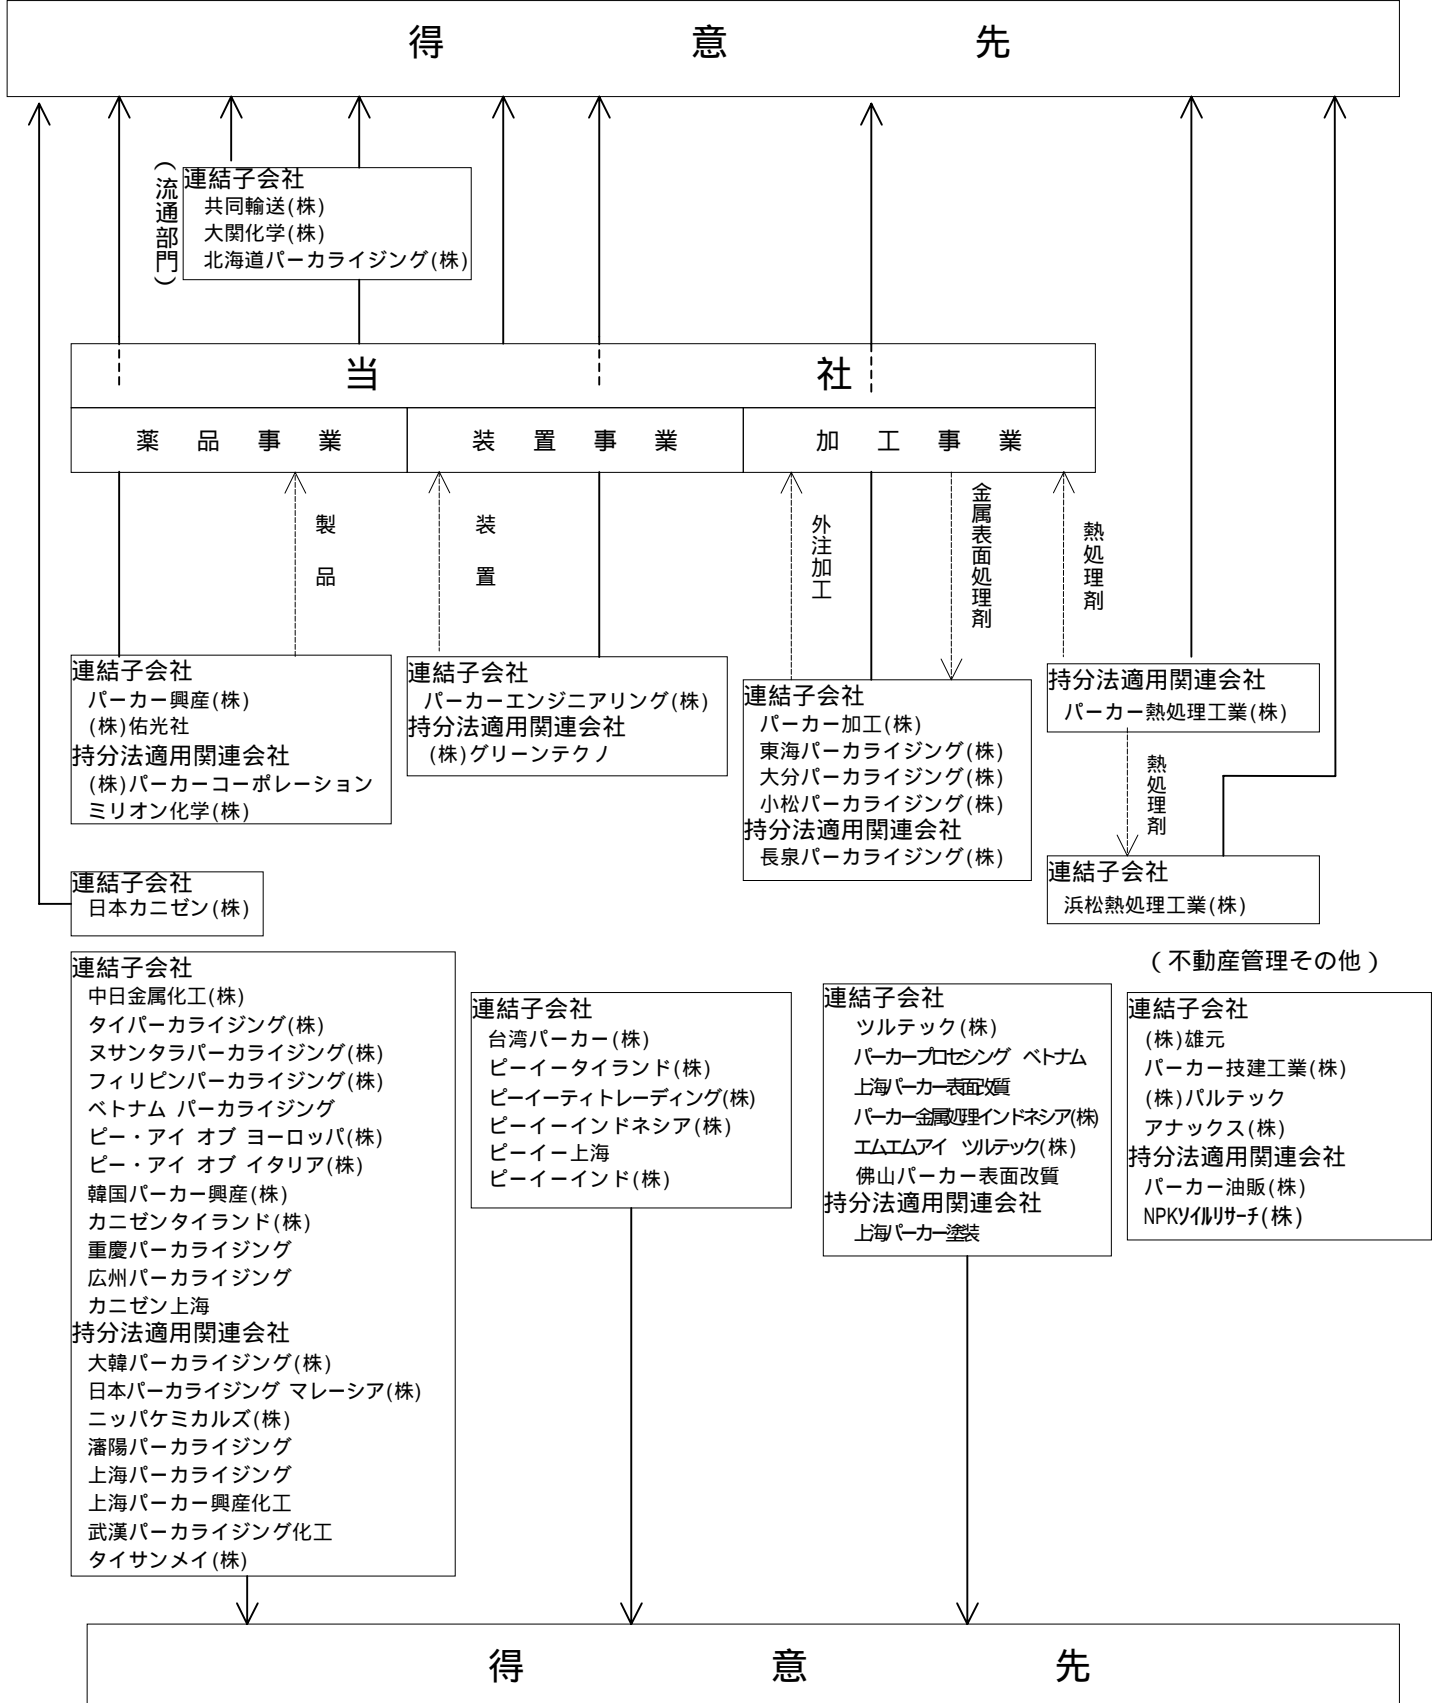 得意先
(流通部門)
連結子会社
共同輸送(株)
大関化学(株)
北海道パーカライジング(株)
当社
薬品事業
装置事業
加工事業
製品
装置
外注加工
金属表面処理剤
熱処理剤
連結子会社
パーカー興産(株)
(株)佑光社
持分法適用関連会社
(株)パーカーコーポレーション
ミリオン化学(株)
連結子会社
パーカーエンジニアリング(株)
持分法適用関連会社
(株)グリーンテクノ
連結子会社
パーカー加工(株)
東海パーカライジング(株)
大分パーカライジング(株)
小松パーカライジング(株)
持分法適用関連会社
長泉パーカライジング(株)
持分法適用関連会社
パーカー熱処理工業(株)
熱処理剤
連結子会社
浜松熱処理工業(株)
連結子会社
日本カニゼン(株)
連結子会社
中日金属化工(株)
タイパーカライジング(株)
ヌサンタラパーカライジング(株)
フィリピンパーカライジング(株)
ベトナム パーカライジング
ピー・アイ オブ ヨーロッパ(株)
ピー・アイ オブ イタリア(株)
韓国パーカー興産(株)
カニゼンタイランド(株)
重慶パーカライジング
広州パーカライジング
カニゼン上海
持分法適用関連会社
大韓パーカライジング(株)
日本パーカライジング マレーシア(株)
ニッパケミカルズ(株)
瀋陽パーカライジング
上海パーカライジング
上海パーカー興産化工
武漢パーカライジング化工
タイサンメイ(株)
連結子会社
台湾パーカー(株)
ピーイータイランド(株)
ピーイーティトレーディング(株)
ピーイーインドネシア(株)
ピーイー上海
ピーイーインド(株)
連結子会社
ツルテック(株)
パーカープロセシング ベトナム
上海パーカー表面改質
パーカー金属処理インドネシア(株)
エムエムアイ ツルテック(株)
佛山パーカー表面改質
持分法適用関連会社
上海パーカー塗装
(不動産管理その他)
連結子会社
(株)雄元
パーカー技建工業(株)
(株)パルテック
アナックス(株)
持分法適用関連会社
パーカー油販(株)
NPKソイルリサーチ(株)
得意先